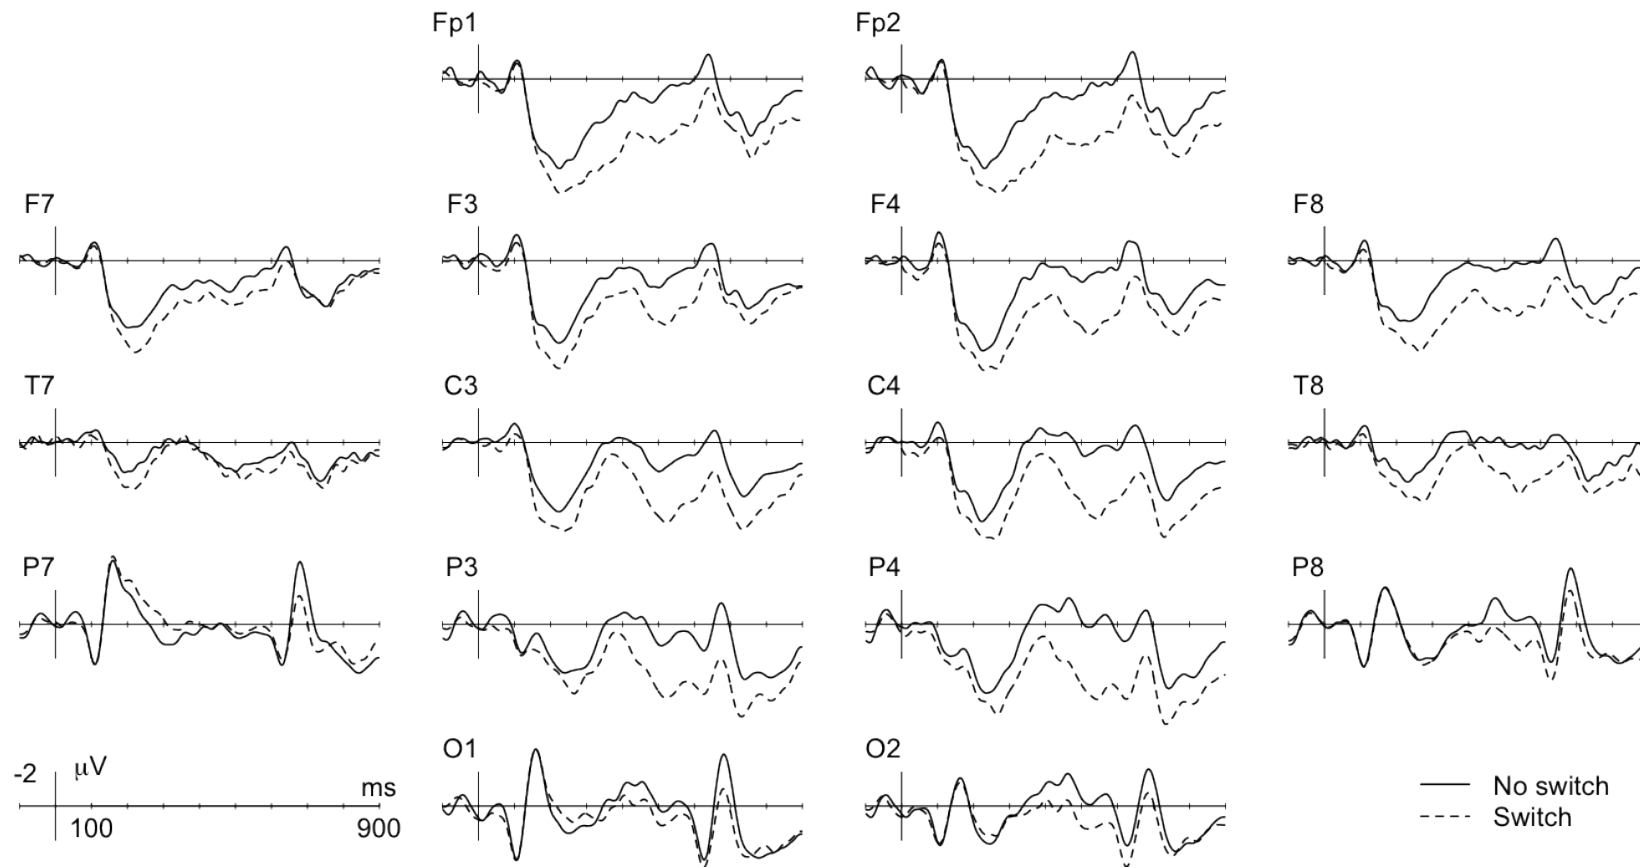 Fp1 Fp2
F7 F3 F4 F8
T7 C3 C4 T8
P7 P3 P4 P8
O1 O2
-2 μV ms
100 900
No switch
Switch